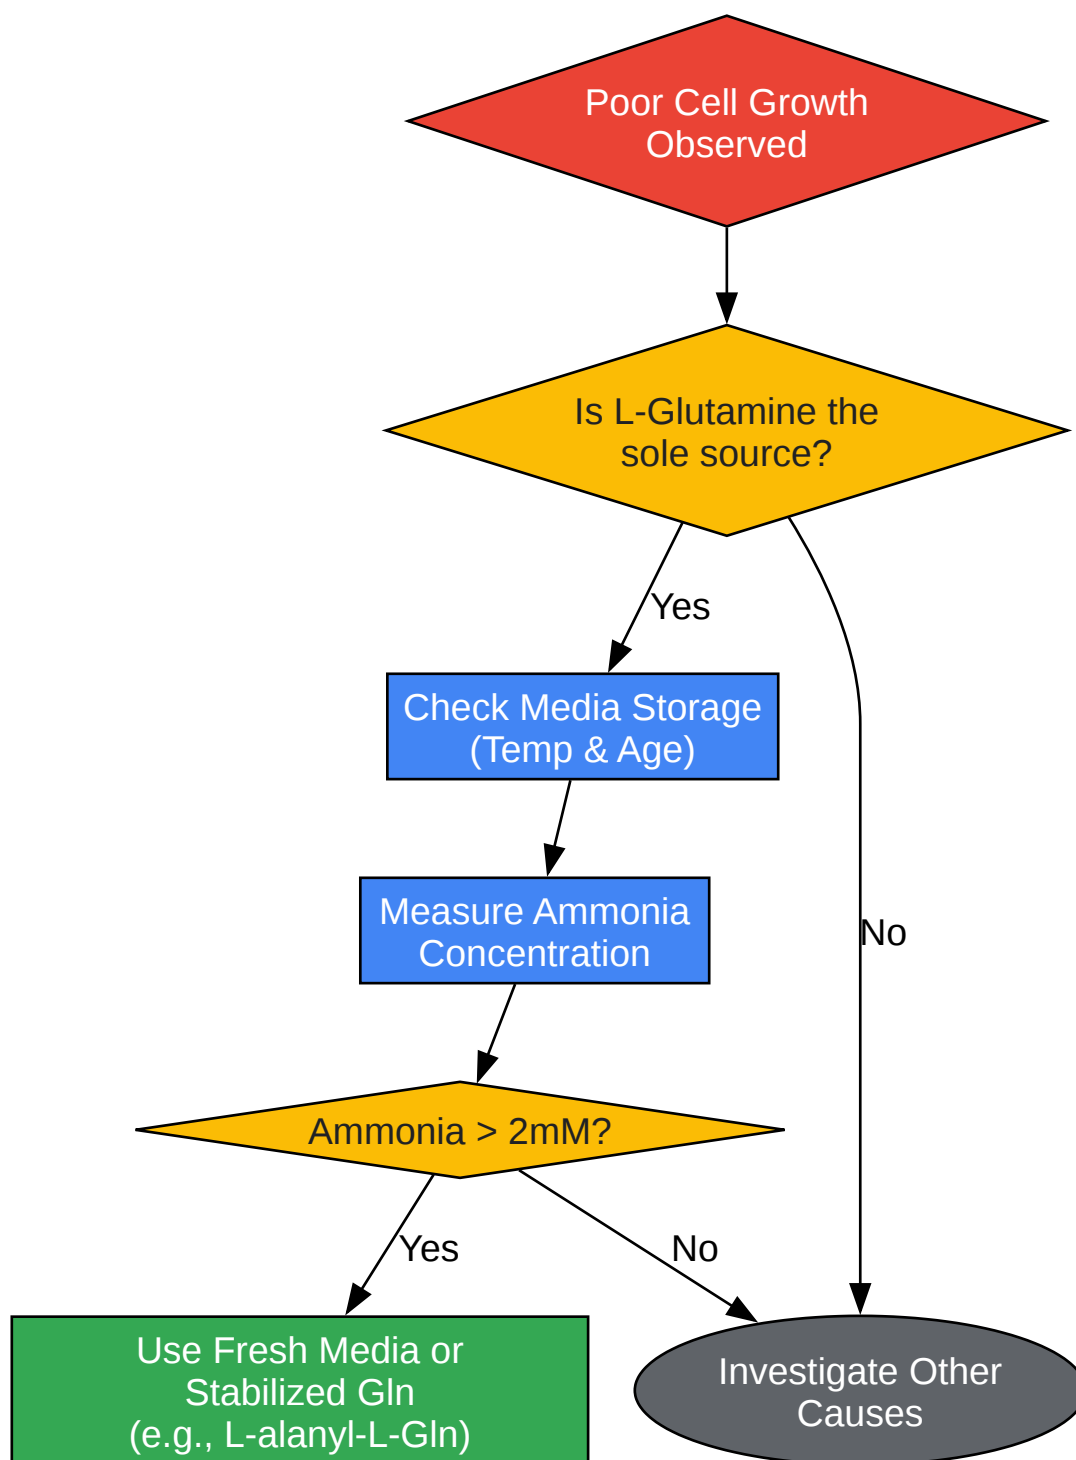 Poor Cell Growth
Observed
Is L-Glutamine the
sole source?
Yes
Check Media Storage
(Temp & Age)
Measure Ammonia
Concentration
No
Ammonia > 2mM?
Yes
No
Use Fresh Media or
Stabilized Gln
(e.g., L-alanyl-L-Gln)
Investigate Other
Causes